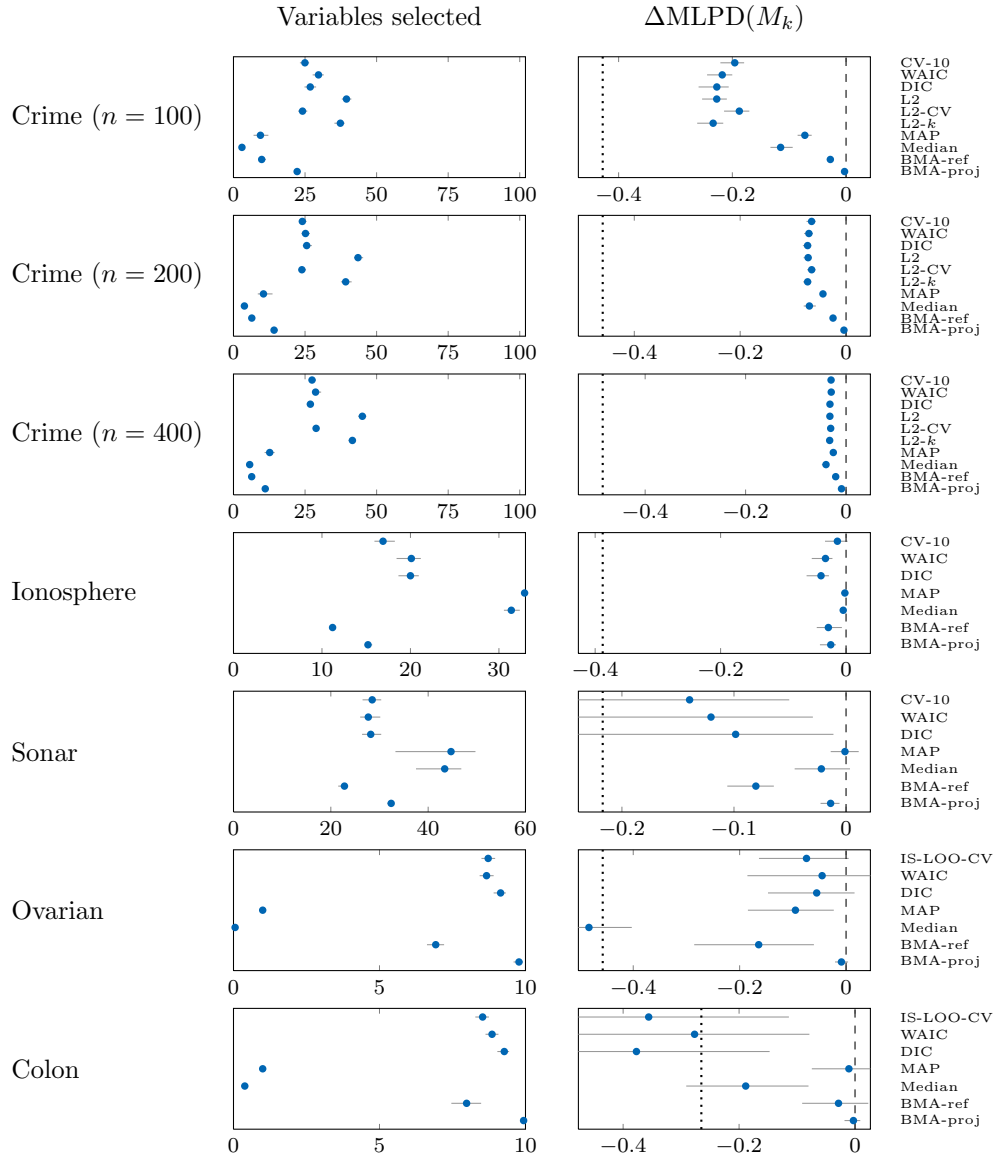 Variables selected
ΔMLPD(M_k)
Crime (n = 100)
CV-10
WAIC
DIC
L2
L2-CV
L2-k
MAP
Median
BMA-ref
BMA-proj
0 25 50 75 100
−0.4 −0.2 0
Crime (n = 200)
CV-10
WAIC
DIC
L2
L2-CV
L2-k
MAP
Median
BMA-ref
BMA-proj
0 25 50 75 100
−0.4 −0.2 0
Crime (n = 400)
CV-10
WAIC
DIC
L2
L2-CV
L2-k
MAP
Median
BMA-ref
BMA-proj
0 25 50 75 100
−0.4 −0.2 0
Ionosphere
CV-10
WAIC
DIC
MAP
Median
BMA-ref
BMA-proj
0 10 20 30
−0.4 −0.2 0
Sonar
CV-10
WAIC
DIC
MAP
Median
BMA-ref
BMA-proj
0 20 40 60
−0.2 −0.1 0
Ovarian
IS-LOO-CV
WAIC
DIC
MAP
Median
BMA-ref
BMA-proj
0 5 10
−0.4 −0.2 0
Colon
IS-LOO-CV
WAIC
DIC
MAP
Median
BMA-ref
BMA-proj
0 5 10
−0.4 −0.2 0